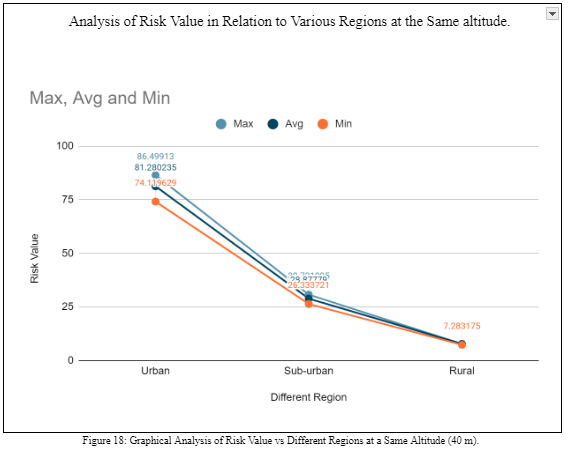 Analysis of Risk Value in Relation to Various Regions at the Same altitude.
Max, Avg and Min
Max Avg Min
100
86.49913
81.280235
74.119629
75
Risk Value
50
26.333721
25
7.283175
0
Urban Sub-urban Rural
Different Region
Figure 18: Graphical Analysis of Risk Value vs Different Regions at a Same Altitude (40 m).